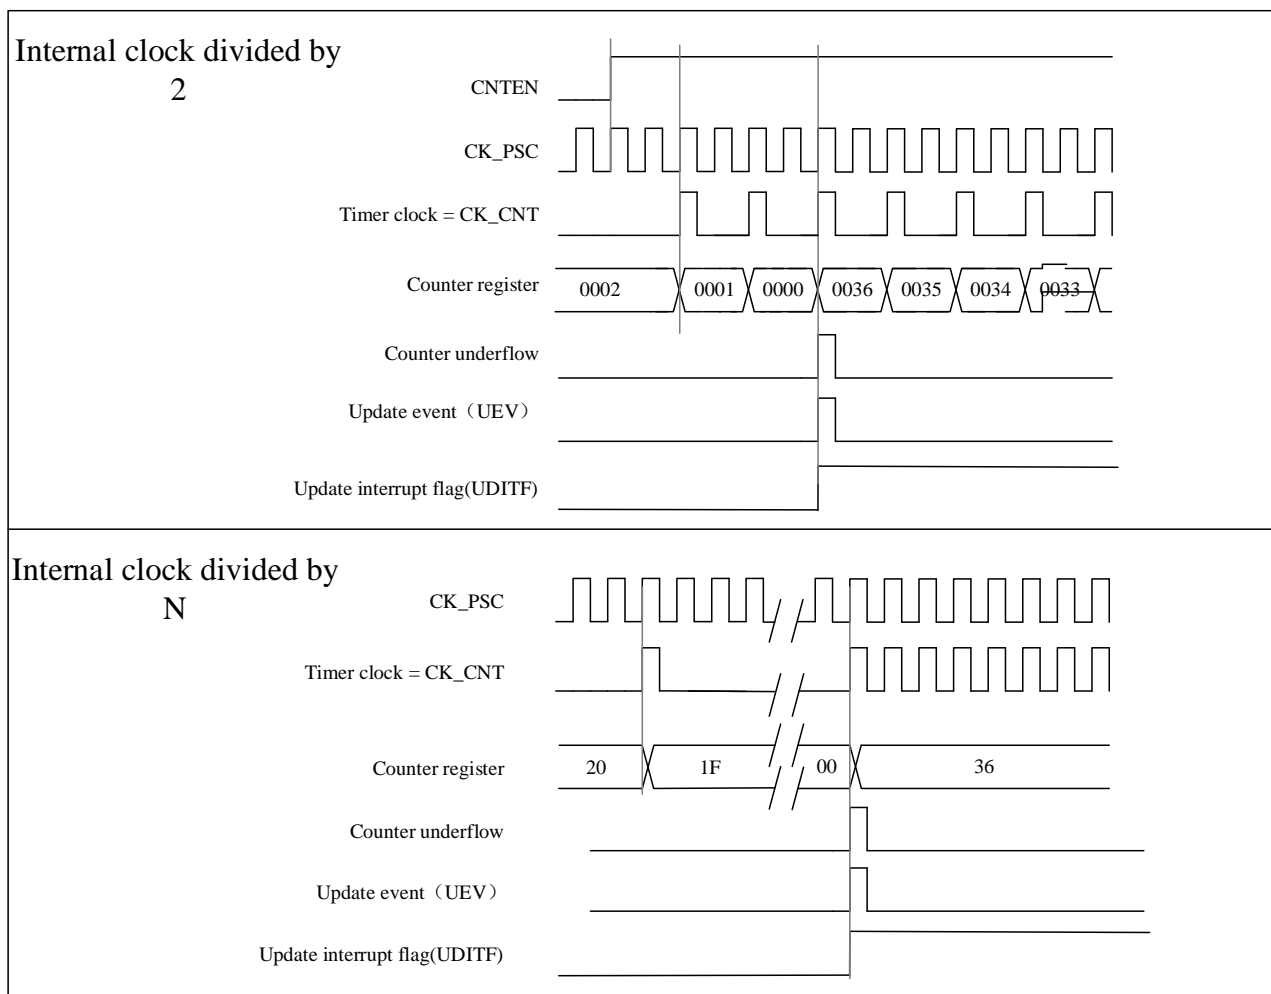 Internal clock divided by
2
CNTEN
CK_PSC
Timer clock = CK_CNT
Counter register
0002 0001 0000 0036 0035 0034 0033
Counter underflow
Update event（UEV）
Update interrupt flag(UDITF)
Internal clock divided by
N
CK_PSC
Timer clock = CK_CNT
Counter register
20 1F 00 36
Counter underflow
Update event（UEV）
Update interrupt flag(UDITF)